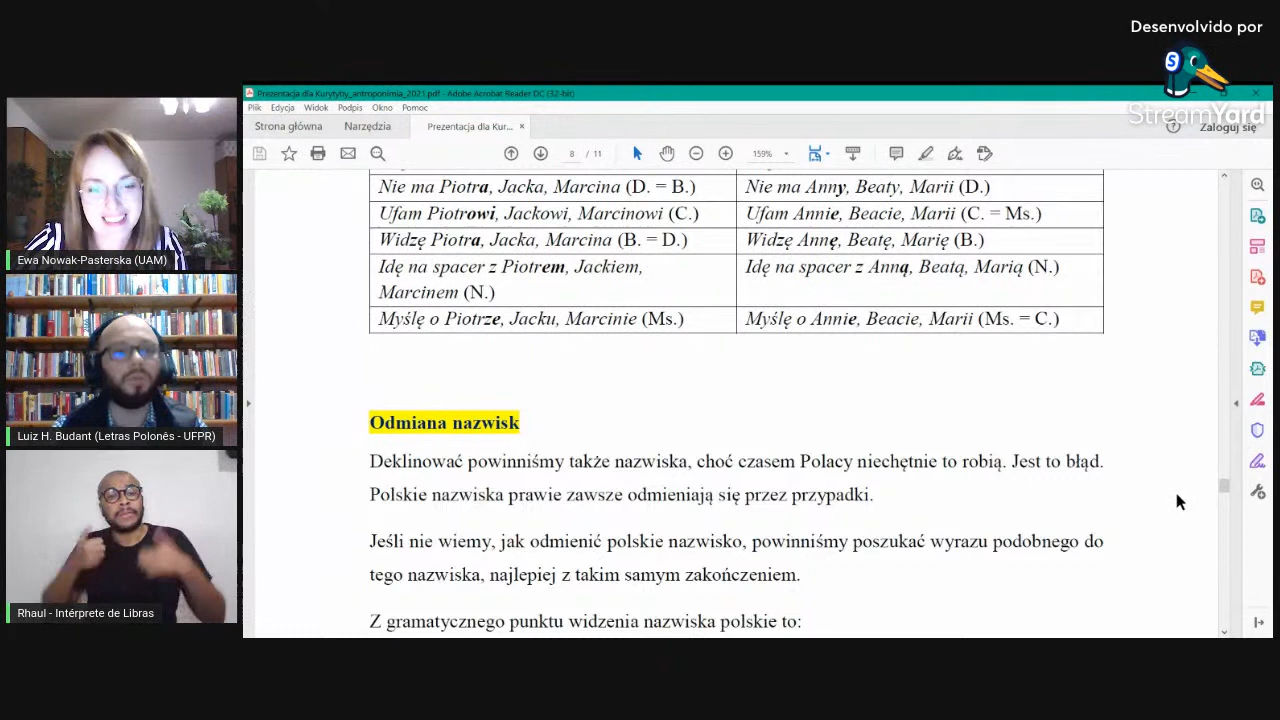 Desenvolvido por
StreamYard
Prezentacja dla Kurytyby_antroponimia_2021.pdf - Adobe Acrobat Reader DC (32-bit)
Plik Edycja Widok Podpis Okno Pomoc
Strona główna Narzędzia Prezentacja dla Kur... ×
Zaloguj się
8 / 11 159%
Nie ma Piotra, Jacka, Marcina (D. = B.) Nie ma Anny, Beaty, Marii (D.)
Ufam Piotrowi, Jackowi, Marcinowi (C.) Ufam Annie, Beacie, Marii (C. = Ms.)
Widzę Piotra, Jacka, Marcina (B. = D.) Widzę Annę, Beatę, Marię (B.)
Idę na spacer z Piotrem, Jackiem, Idę na spacer z Anną, Beatą, Marią (N.)
Marcinem (N.)
Myślę o Piotrze, Jacku, Marcinie (Ms.) Myślę o Annie, Beacie, Marii (Ms. = C.)
Odmiana nazwisk
Deklinować powinniśmy także nazwiska, choć czasem Polacy niechętnie to robią. Jest to błąd.
Polskie nazwiska prawie zawsze odmieniają się przez przypadki.
Jeśli nie wiemy, jak odmienić polskie nazwisko, powinniśmy poszukać wyrazu podobnego do
tego nazwiska, najlepiej z takim samym zakończeniem.
Z gramatycznego punktu widzenia nazwiska polskie to:
Ewa Nowak-Pasterska (UAM)
Luiz H. Budant (Letras Polonês - UFPR)
Rhaul - Intérprete de Libras